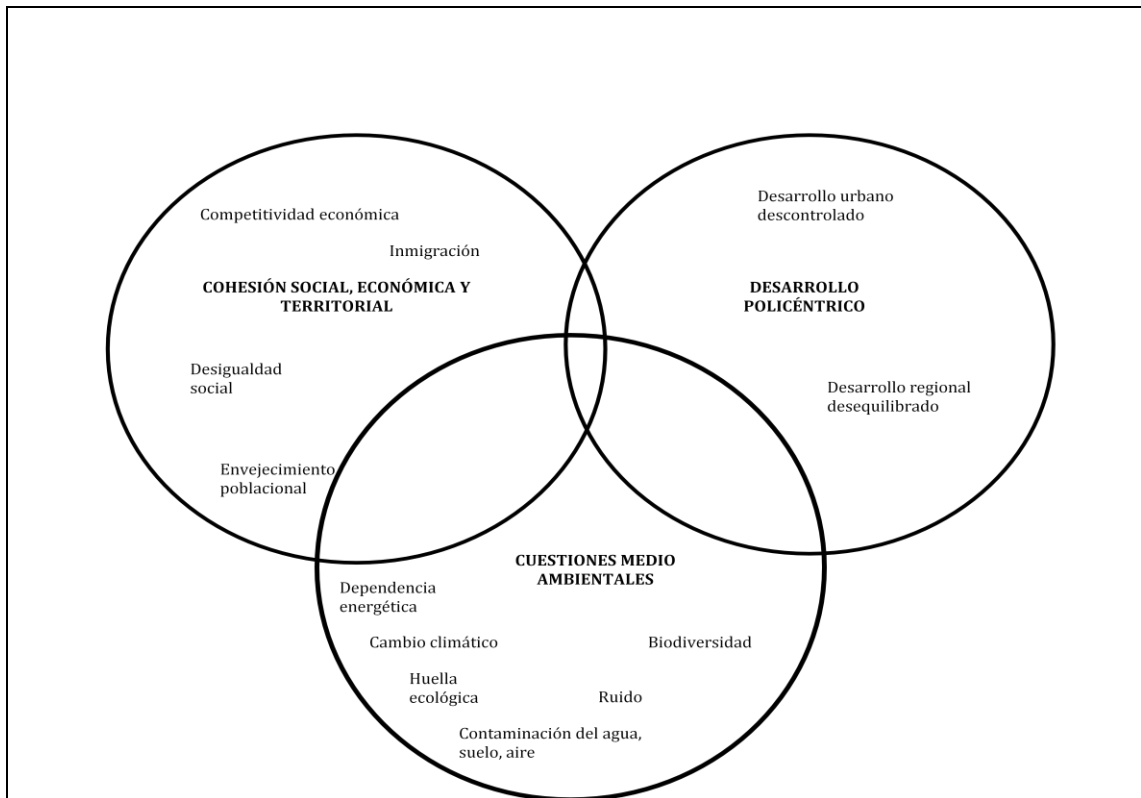 Competitividad económica
Inmigración
COHESIÓN SOCIAL, ECONÓMICA Y
TERRITORIAL
Desigualdad
social
Envejecimiento
poblacional
Desarrollo urbano
descontrolado
DESARROLLO
POLICÉNTRICO
Desarrollo regional
desequilibrado
CUESTIONES MEDIO
AMBIENTALES
Dependencia
energética
Cambio climático
Biodiversidad
Huella
ecológica
Ruido
Contaminación del agua,
suelo, aire